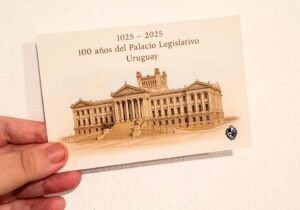 1025 – 2025
100 años del Palacio Legislativo
Uruguay